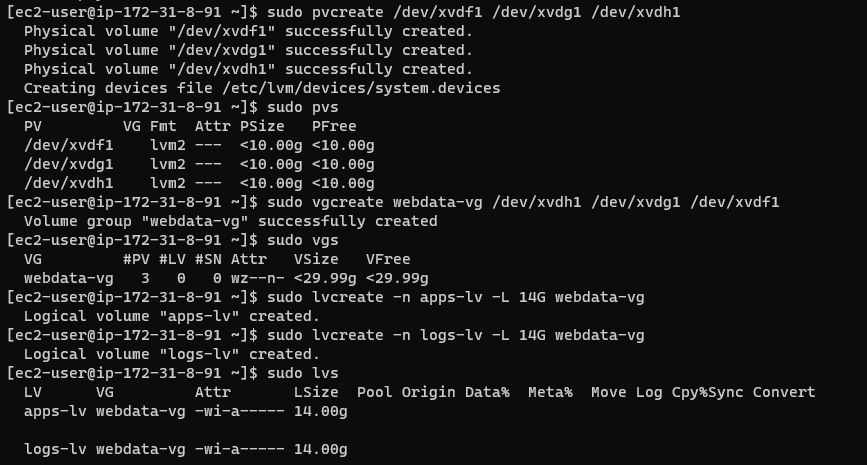 [ec2-user@ip-172-31-8-91 ~]$ sudo pvcreate /dev/xvdf1 /dev/xvdg1 /dev/xvdh1
  Physical volume "/dev/xvdf1" successfully created.
  Physical volume "/dev/xvdg1" successfully created.
  Physical volume "/dev/xvdh1" successfully created.
  Creating devices file /etc/lvm/devices/system.devices
[ec2-user@ip-172-31-8-91 ~]$ sudo pvs
  PV         VG Fmt  Attr PSize   PFree
  /dev/xvdf1    lvm2 ---  <10.00g <10.00g
  /dev/xvdg1    lvm2 ---  <10.00g <10.00g
  /dev/xvdh1    lvm2 ---  <10.00g <10.00g
[ec2-user@ip-172-31-8-91 ~]$ sudo vgcreate webdata-vg /dev/xvdh1 /dev/xvdg1 /dev/xvdf1
  Volume group "webdata-vg" successfully created
[ec2-user@ip-172-31-8-91 ~]$ sudo vgs
  VG         #PV #LV #SN Attr   VSize   VFree
  webdata-vg   3   0   0 wz--n- <29.99g <29.99g
[ec2-user@ip-172-31-8-91 ~]$ sudo lvcreate -n apps-lv -L 14G webdata-vg
  Logical volume "apps-lv" created.
[ec2-user@ip-172-31-8-91 ~]$ sudo lvcreate -n logs-lv -L 14G webdata-vg
  Logical volume "logs-lv" created.
[ec2-user@ip-172-31-8-91 ~]$ sudo lvs
  LV      VG         Attr       LSize  Pool Origin Data%  Meta%  Move Log Cpy%Sync Convert
  apps-lv webdata-vg -wi-a----- 14.00g
  logs-lv webdata-vg -wi-a----- 14.00g